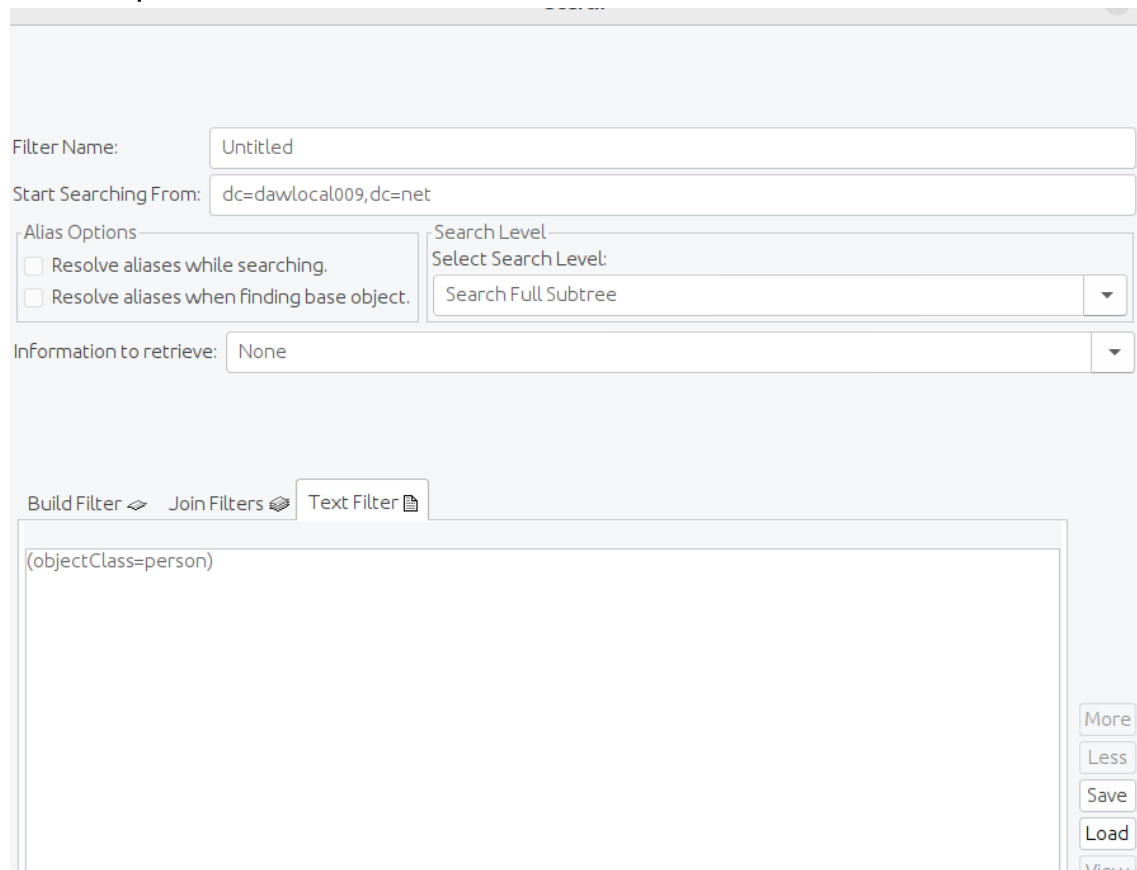 Filter Name: Untitled
Start Searching From: dc=dawlocal009,dc=net
Alias Options
Resolve aliases while searching.
Resolve aliases when finding base object.
Search Level
Select Search Level:
Search Full Subtree
Information to retrieve: None
Build Filter Join Filters Text Filter
(objectClass=person)
More
Less
Save
Load